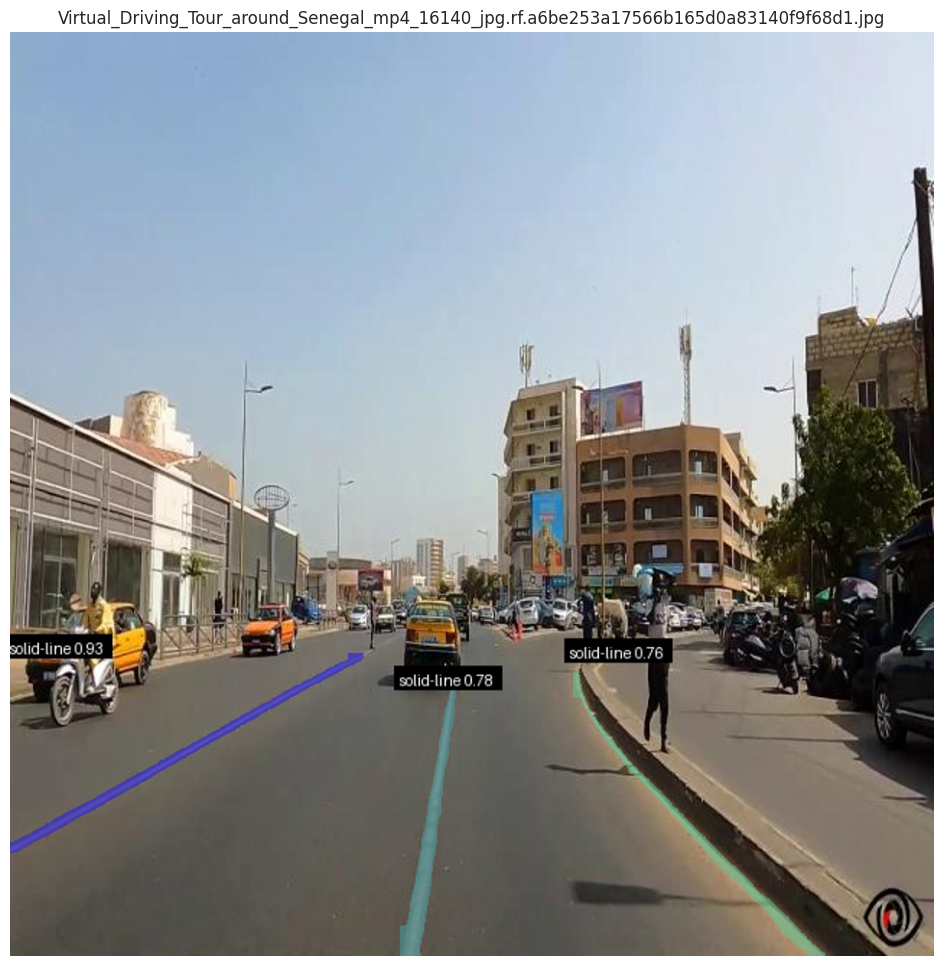 Virtual_Driving_Tour_around_Senegal_mp4_16140_jpg.rf.a6be253a17566b165d0a83140f9f68d1.jpg
solid-line 0.93
solid-line 0.76
solid-line 0.78